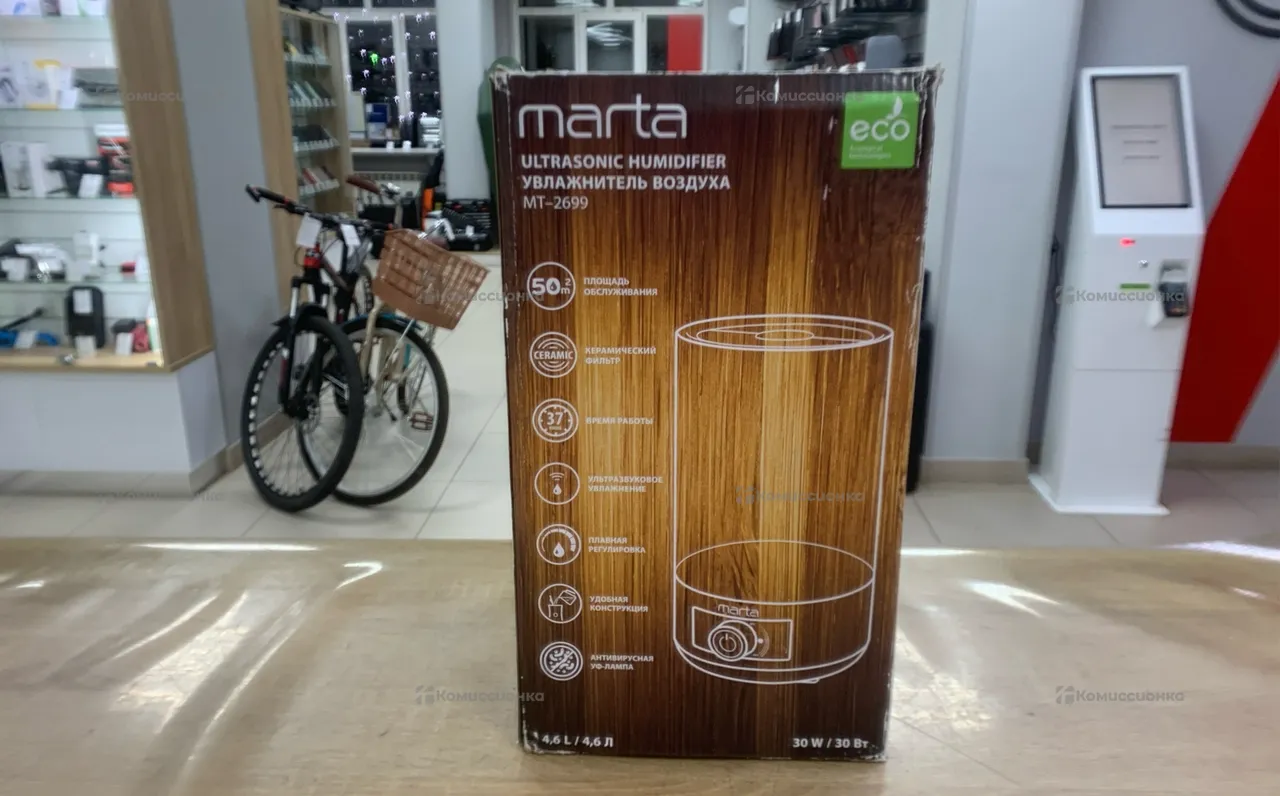 marta
eco
ULTRASONIC HUMIDIFIER
УВЛАЖНИТЕЛЬ ВОЗДУХА
MT-2699
50 m²
ПЛОЩАДЬ
ОБСЛУЖИВАНИЯ
CERAMIC
КЕРАМИЧЕСКИЙ
ФИЛЬТР
37
ВРЕМЯ РАБОТЫ
УЛЬТРАЗВУКОВОЕ
УВЛАЖНЕНИЕ
ПЛАВНАЯ
РЕГУЛИРОВКА
УДОБНАЯ
КОНСТРУКЦИЯ
АНТИВИРУСНАЯ
УФ-ЛАМПА
marta
4,6 L / 4,6 Л
30 W / 30 Вт
Комиссионка
Комиссионка
Комиссионка
Комиссионка
Комиссионка
Комиссионка